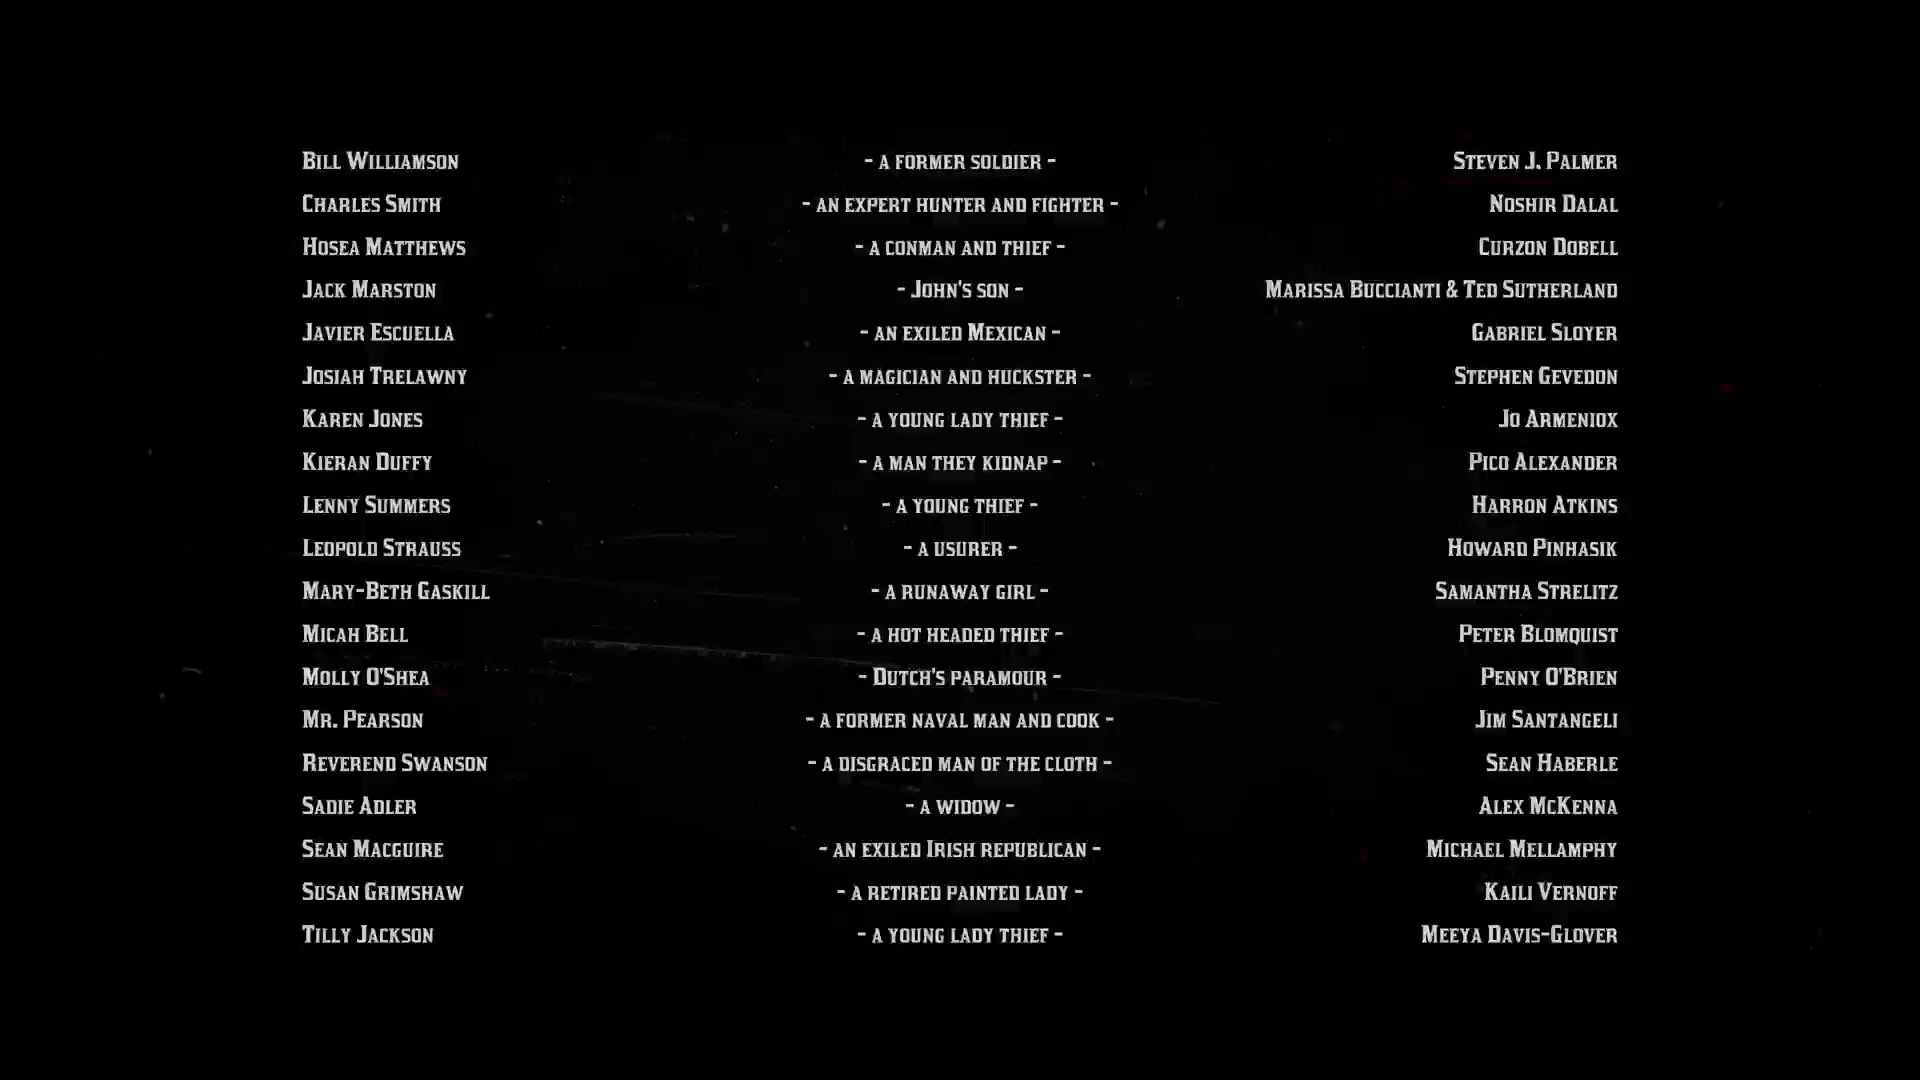 Bill Williamson - a former soldier - Steven J. Palmer
Charles Smith - an expert hunter and fighter - Noshir Dalal
Hosea Matthews - a conman and thief - Curzon Dobell
Jack Marston - John's son - Marissa Buccianti & Ted Sutherland
Javier Escuella - an exiled Mexican - Gabriel Sloyer
Josiah Trelawny - a magician and huckster - Stephen Gevedon
Karen Jones - a young lady thief - Jo Armeniox
Kieran Duffy - a man they kidnap - Pico Alexander
Lenny Summers - a young thief - Harron Atkins
Leopold Strauss - a usurer - Howard Pinhasik
Mary-Beth Gaskill - a runaway girl - Samantha Strelitz
Micah Bell - a hot headed thief - Peter Blomquist
Molly O'Shea - Dutch's paramour - Penny O'Brien
Mr. Pearson - a former naval man and cook - Jim Santangeli
Reverend Swanson - a disgraced man of the cloth - Sean Haberle
Sadie Adler - a widow - Alex McKenna
Sean Macguire - an exiled Irish republican - Michael Mellamphy
Susan Grimshaw - a retired painted lady - Kaili Vernoff
Tilly Jackson - a young lady thief - Meeya Davis-Glover